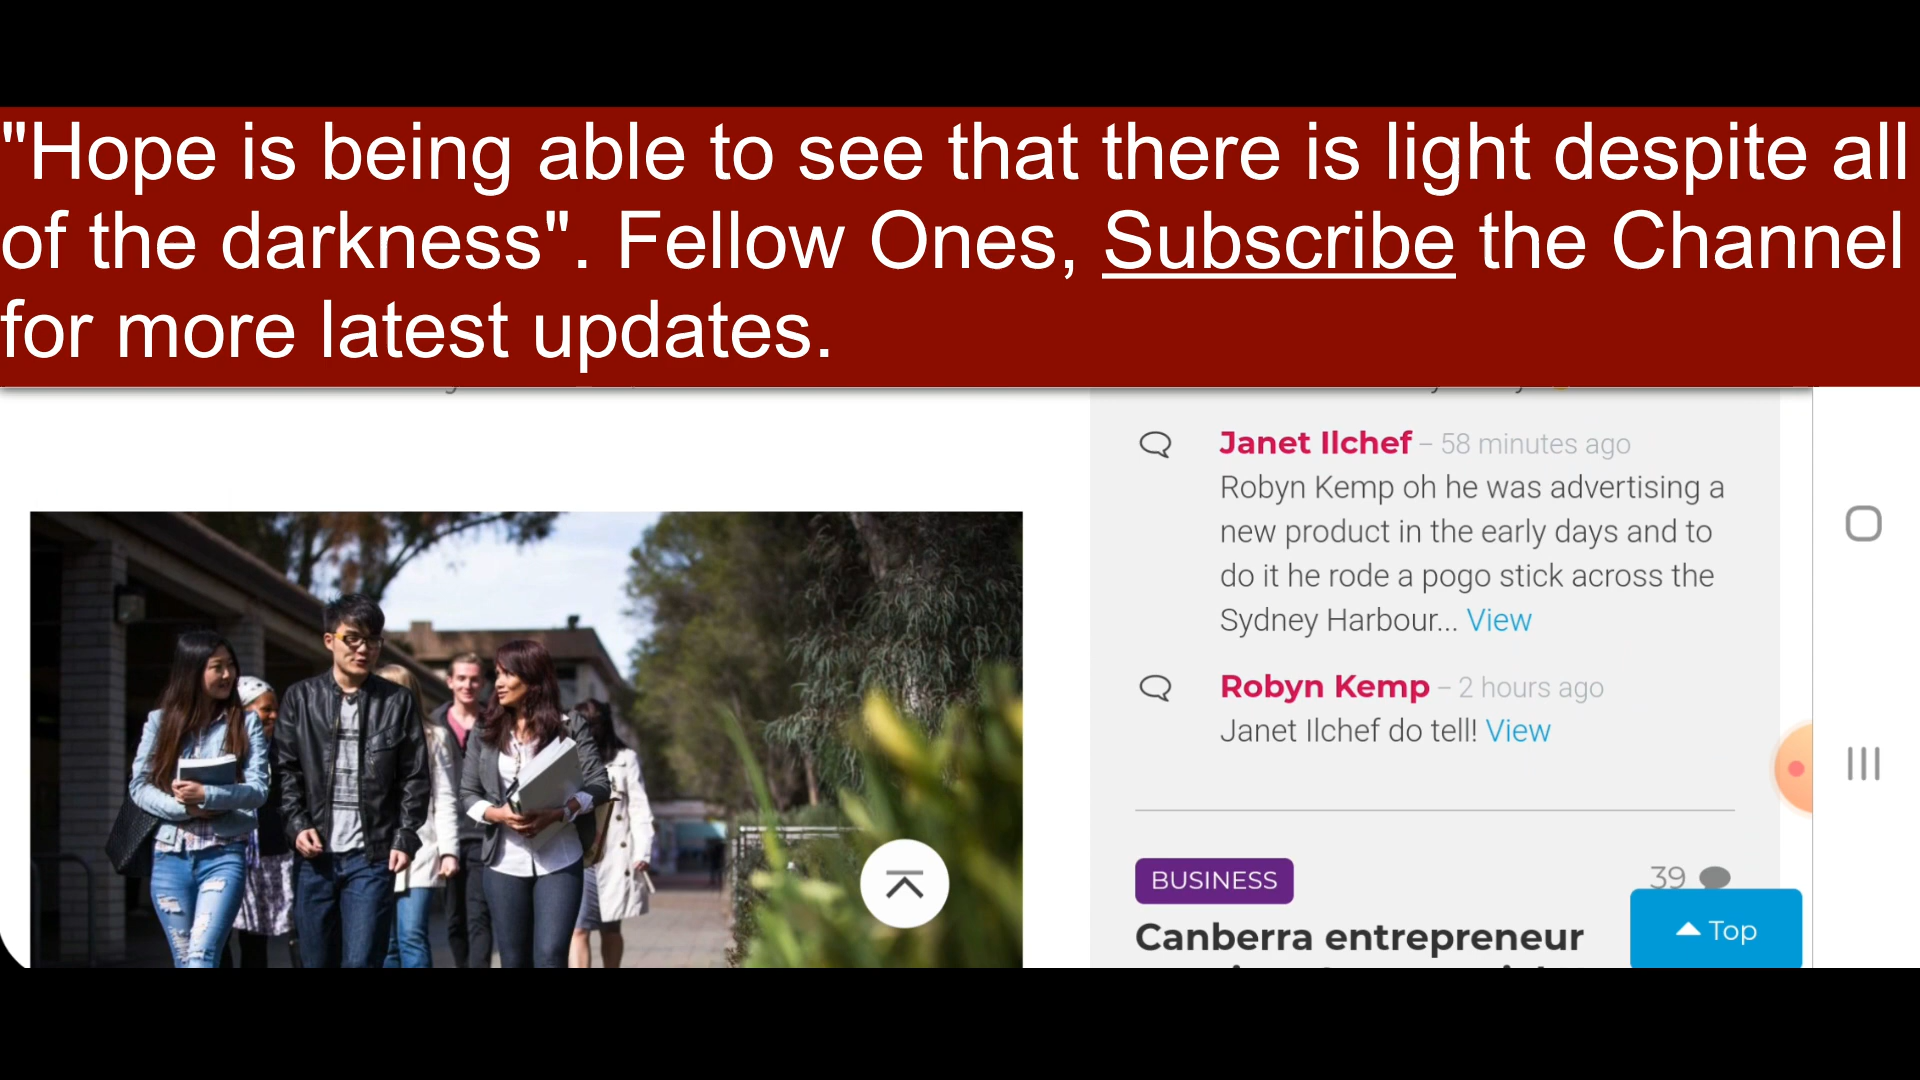 "Hope is being able to see that there is light despite all
of the darkness". Fellow Ones, Subscribe the Channel
for more latest updates.
Janet Ilchef – 58 minutes ago
Robyn Kemp oh he was advertising a
new product in the early days and to
do it he rode a pogo stick across the
Sydney Harbour... View
Robyn Kemp – 2 hours ago
Janet Ilchef do tell! View
BUSINESS 39
Canberra entrepreneur
Top